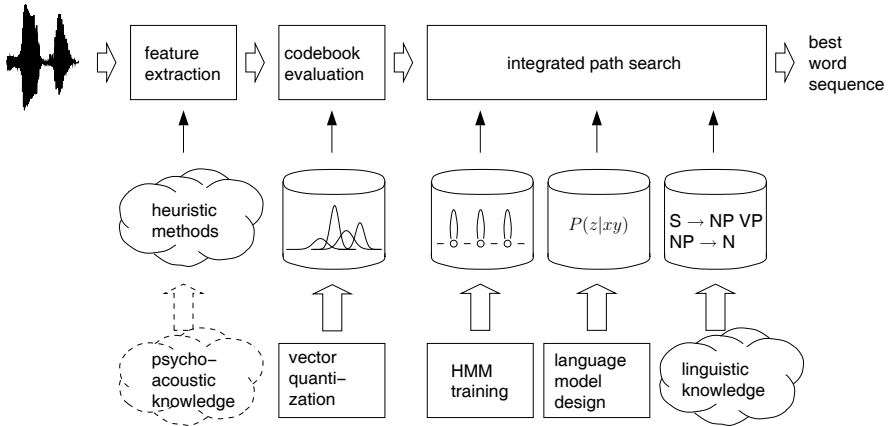 feature
extraction
codebook
evaluation
integrated path search
best
word
sequence
heuristic
methods
P(z|xy)
S → NP VP
NP → N
psycho–
acoustic
knowledge
vector
quanti–
zation
HMM
training
language
model
design
linguistic
knowledge